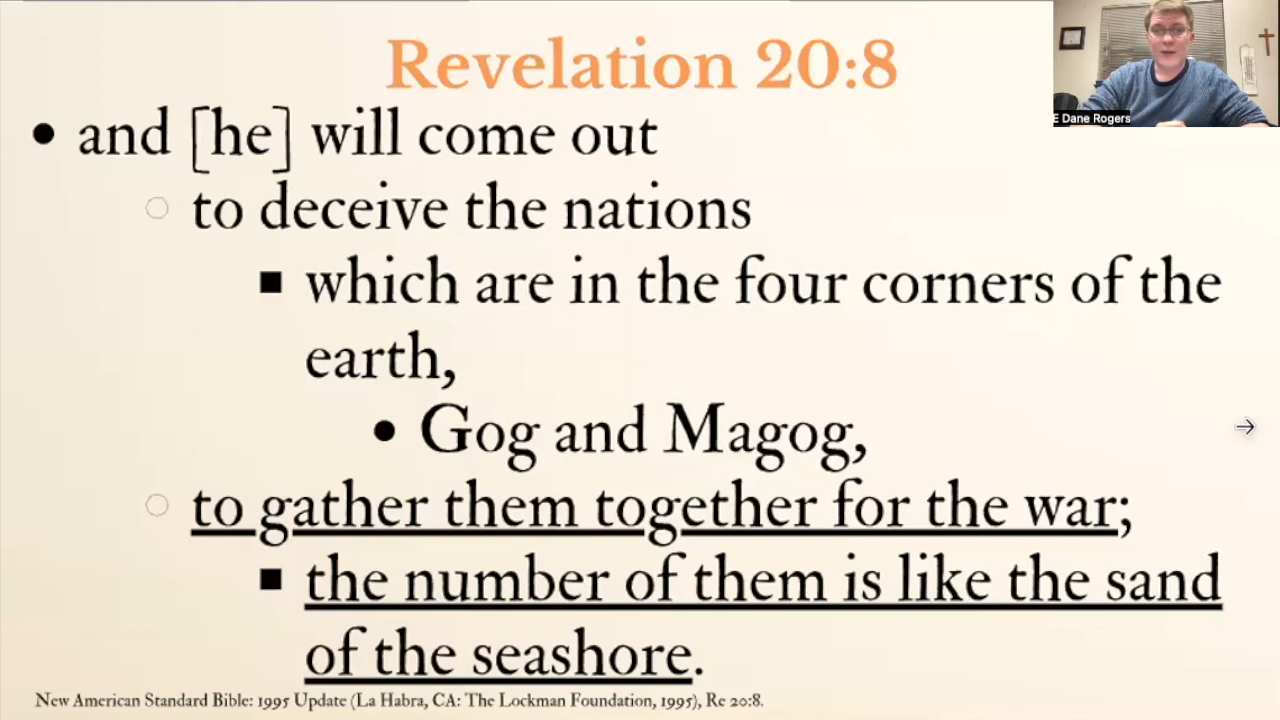 Revelation 20:8
E Dane Rogers
• and [he] will come out
○ to deceive the nations
■ which are in the four corners of the
earth,
• Gog and Magog,
○ to gather them together for the war;
■ the number of them is like the sand
of the seashore.
New American Standard Bible: 1995 Update (La Habra, CA: The Lockman Foundation, 1995), Re 20:8.